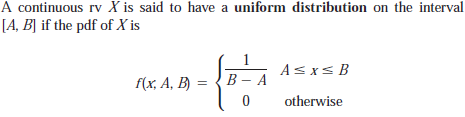 A continuous rv X is said to have a uniform distribution on the interval
[A, B] if the pdf of X is
f(x, A, B) = { 1/(B − A) A ≤ x ≤ B
0 otherwise